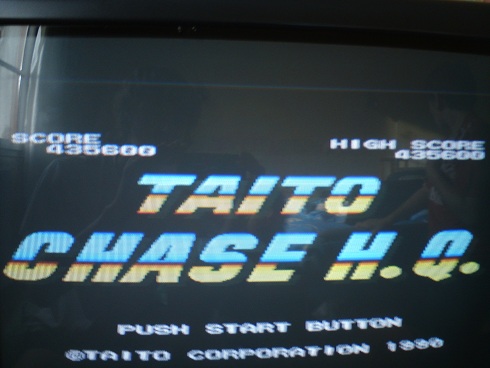 SCORE HIGH SCORE
435600 435600
TAITO
CHASE H.Q.
PUSH START BUTTON
©TAITO CORPORATION 1990